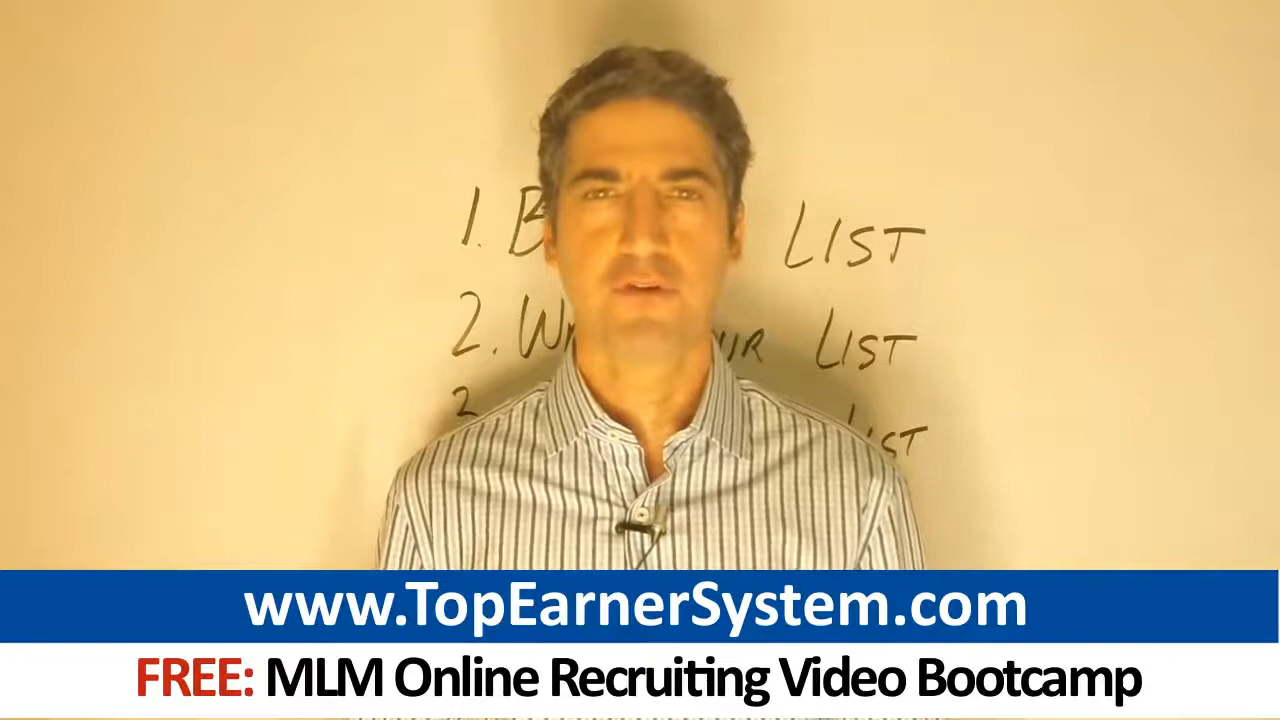 1. B LIST
2. W UR LIST
LIST
www.TopEarnerSystem.com
FREE: MLM Online Recruiting Video Bootcamp